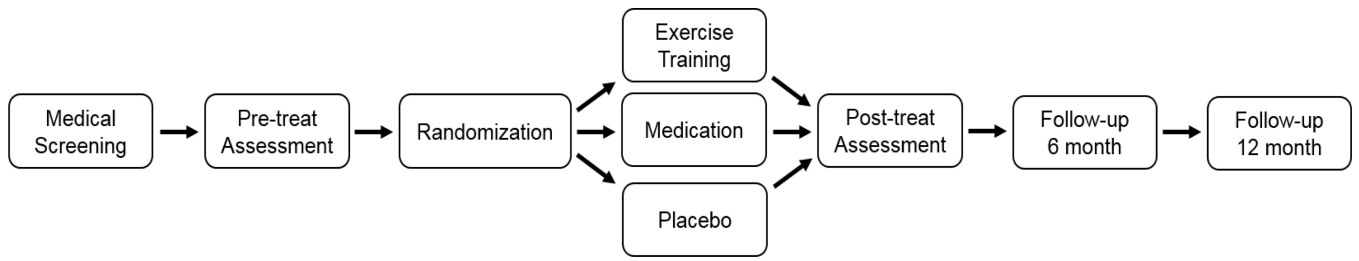 Medical
Screening
Pre-treat
Assessment
Randomization
Exercise
Training
Medication
Placebo
Post-treat
Assessment
Follow-up
6 month
Follow-up
12 month